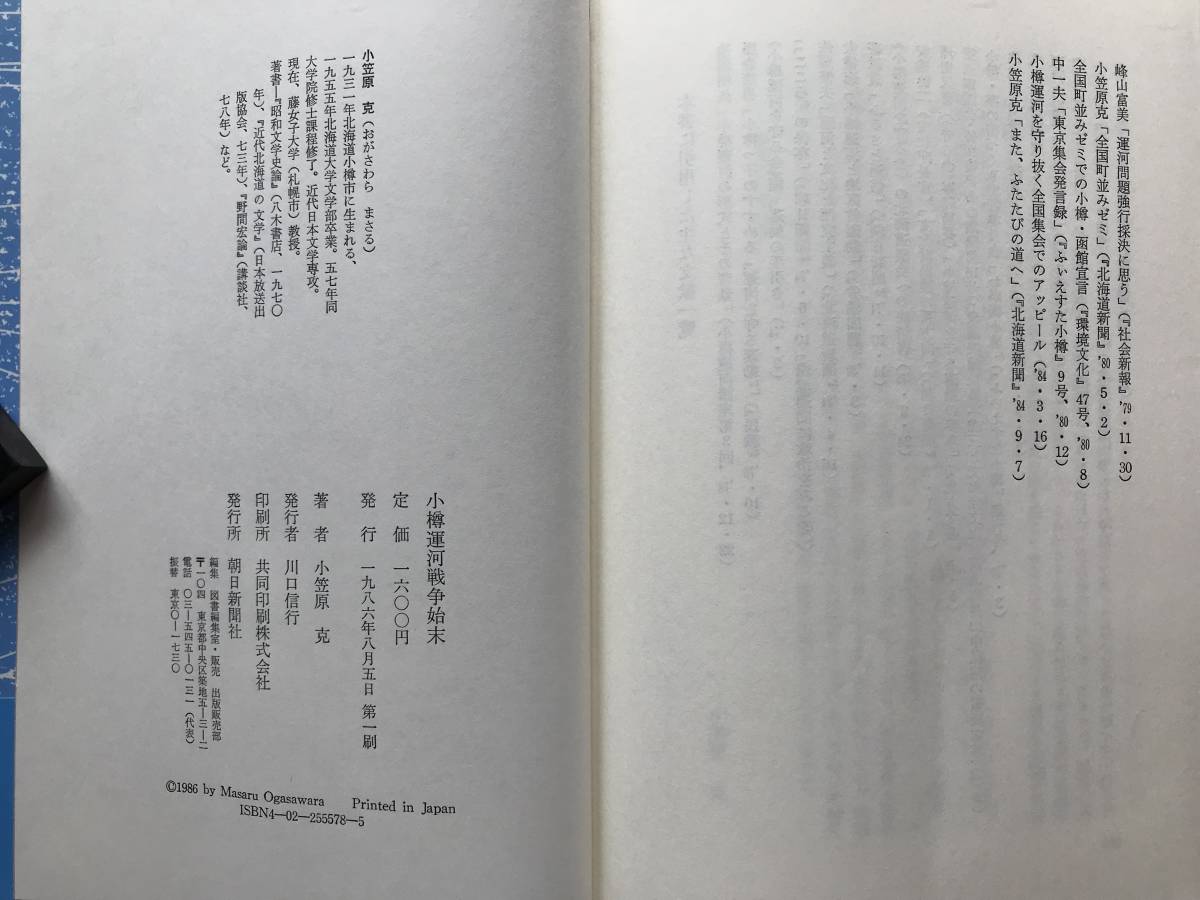 峰山富美「運河問題強行採決に思う」(『社会新報』'79・11・30)
小笠原克「全国町並みゼミ」(『北海道新聞』'80・5・2)
全国町並みゼミでの小樽・函館宣言(『環境文化』47号、'80・8)
中一夫「東京集会発言録」(『ふぃえすた小樽』9号、'80・12)
小樽運河を守り抜く全国集会でのアッピール('84・3・16)
小笠原克「また、ふたたびの道へ」(『北海道新聞』'84・9・7)
小笠原 克(おがさわら まさる)
一九三一年北海道小樽市に生まれる、
一九五五年北海道大学文学部卒業。五七年同
大学院修士課程修了。近代日本文学専攻。
現在、藤女子大学(札幌市)教授。
著書―『昭和文学史論』(八木書店、一九七〇
年)、『近代北海道の文学』(日本放送出
版協会、七三年)、『野間宏論』(講談社、
七八年)など。
小樽運河戦争始末
定 価 一六〇〇円
発 行 一九八六年八月五日 第一刷
著 者 小笠原 克
発行者 川口信行
印刷所 共同印刷株式会社
発行所 朝日新聞社
編集 図書編集室・販売 出版販売部
〒一〇四 東京都中央区築地五―三―二
電話 〇三―五四五―〇一三一(代表)
振替 東京〇―一七三〇
©1986 by Masaru Ogasawara Printed in Japan
ISBN4―02―255578―5